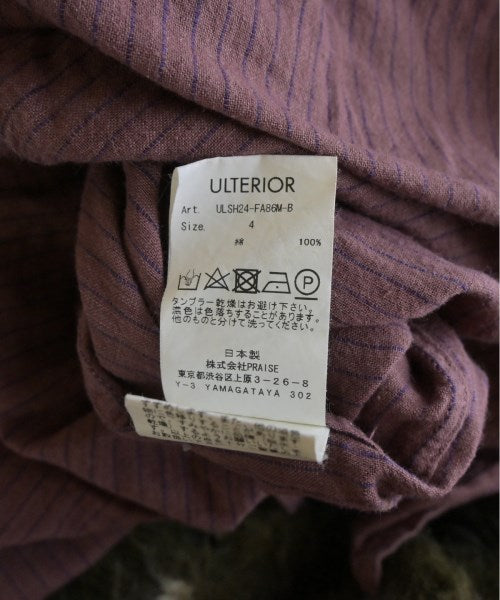 ULTERIOR
Art. ULSH24-FA86M-B
Size. 4
綿 100%
タンブラー乾燥はお避け下さい。
濃色は色落ちすることがあります。
他のものと分けて洗ってください。
日本製
株式会社PRAISE
東京都渋谷区上原3-26-8
Y-3 YAMAGATAYA 302